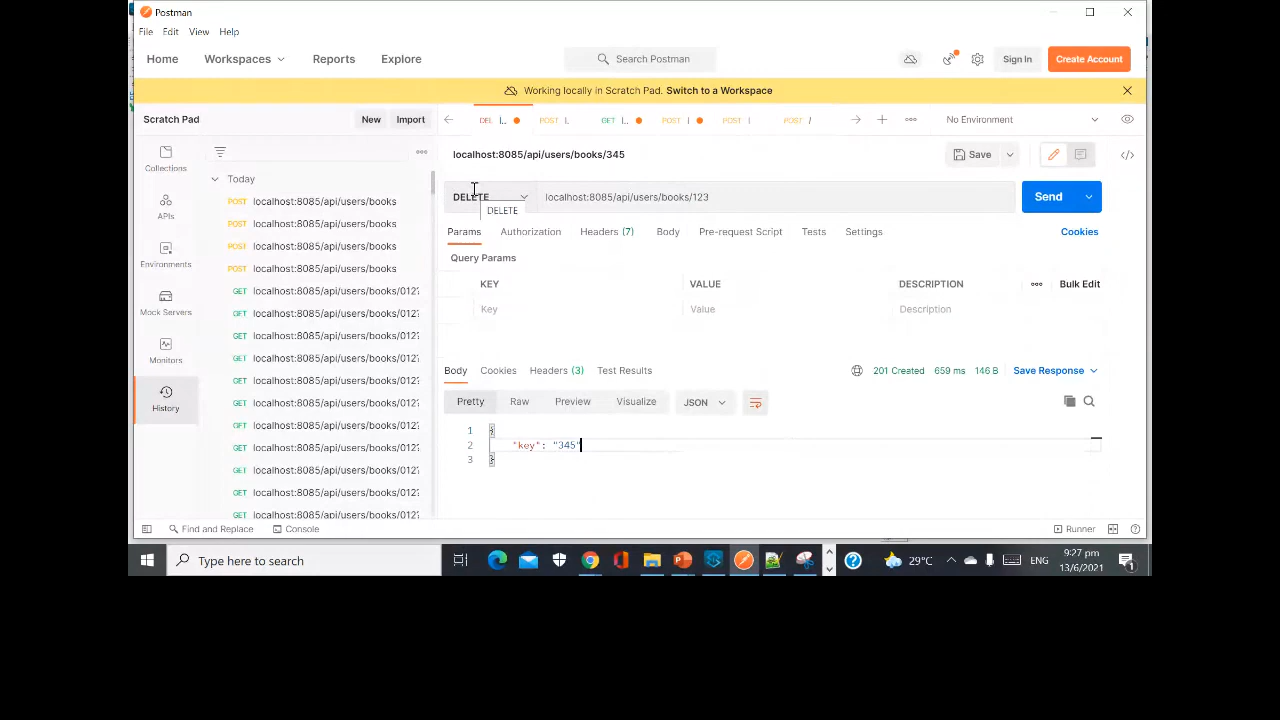 Postman
File Edit View Help
Home Workspaces Reports Explore Search Postman Sign In Create Account
Working locally in Scratch Pad. Switch to a Workspace
Scratch Pad New Import
DEL POST GET POST POST POST
No Environment
localhost:8085/api/users/books/345
Save
Collections
APIs
Environments
Mock Servers
Monitors
History
Today
POST localhost:8085/api/users/books
POST localhost:8085/api/users/books
POST localhost:8085/api/users/books
POST localhost:8085/api/users/books
GET localhost:8085/api/users/books/012?
GET localhost:8085/api/users/books/012?
GET localhost:8085/api/users/books/012?
GET localhost:8085/api/users/books/012?
GET localhost:8085/api/users/books/012?
GET localhost:8085/api/users/books/012?
GET localhost:8085/api/users/books/012?
GET localhost:8085/api/users/books/012?
GET localhost:8085/api/users/books/012?
GET localhost:8085/api/users/books/012?
GET localhost:8085/api/users/books/012?
DELETE localhost:8085/api/users/books/123 Send
DELETE
Params Authorization Headers (7) Body Pre-request Script Tests Settings Cookies
Query Params
KEY VALUE DESCRIPTION Bulk Edit
Key Value Description
Body Cookies Headers (3) Test Results 201 Created 659 ms 146 B Save Response
Pretty Raw Preview Visualize JSON
1 {
2 "key": "345"
3 }
Find and Replace Console Runner
Type here to search
29°C ENG
9:27 pm
13/6/2021
1